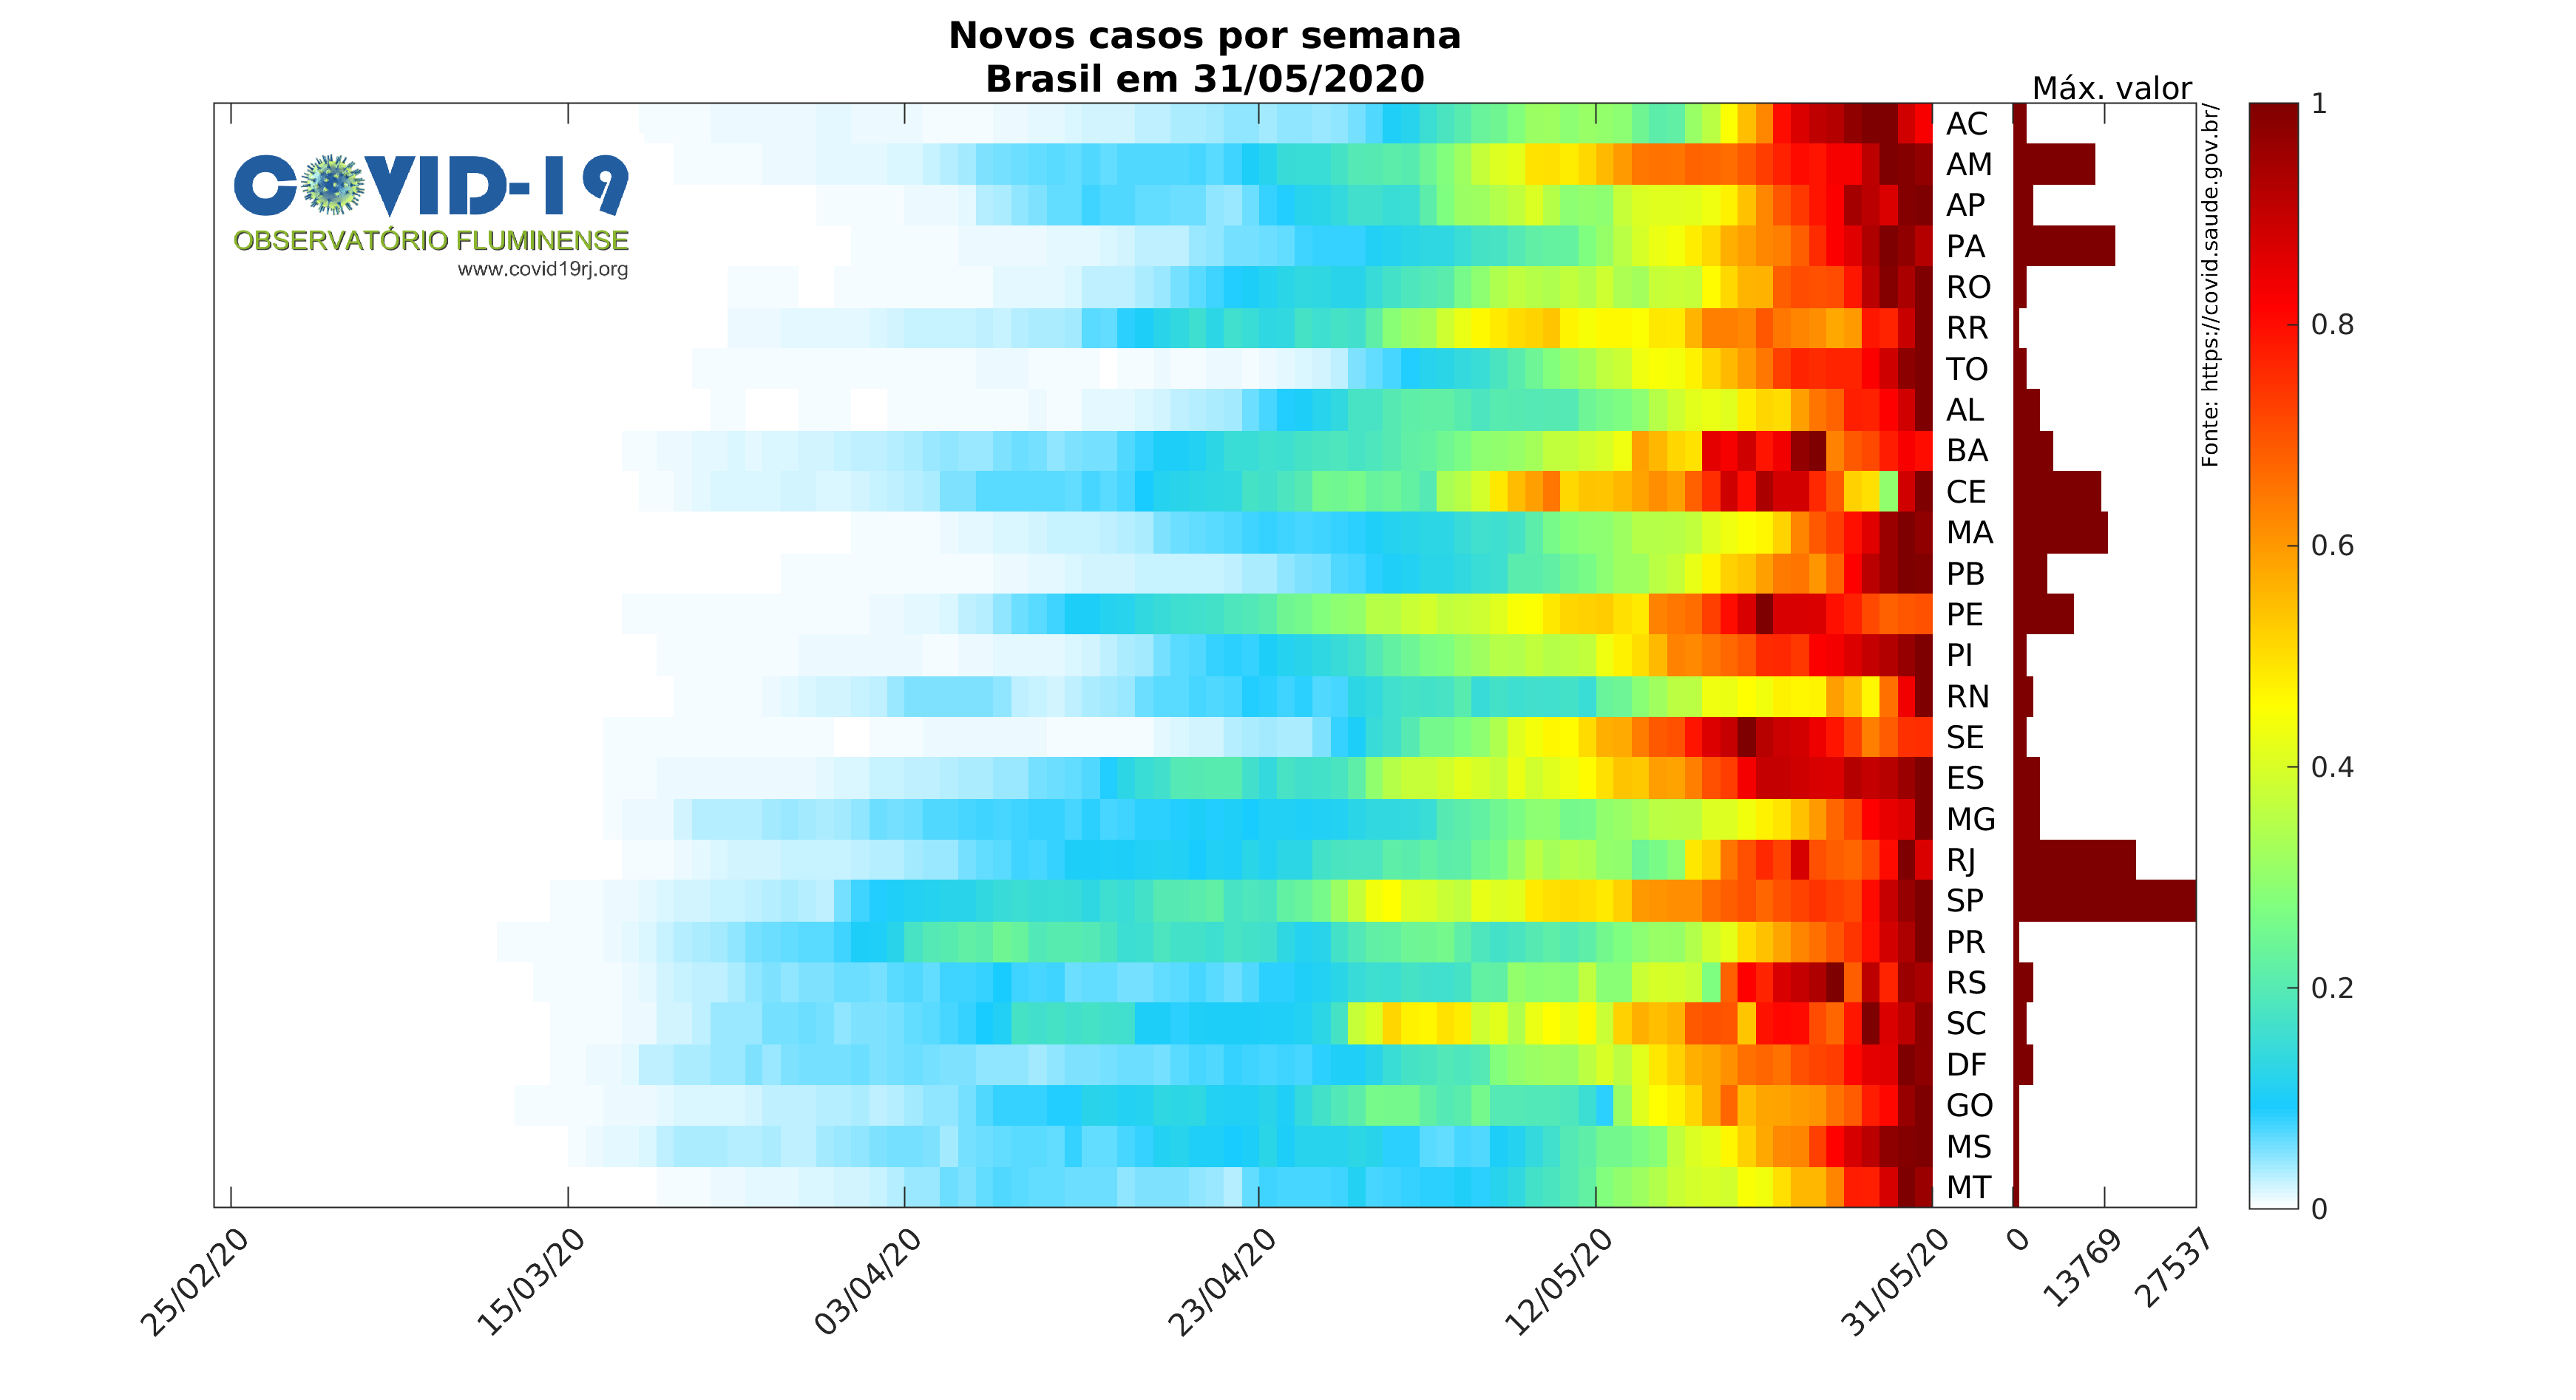 Novos casos por semana
Brasil em 31/05/2020
Máx. valor
COVID-19
OBSERVATÓRIO FLUMINENSE
www.covid19rj.org
AC
AM
AP
PA
RO
RR
TO
AL
BA
CE
MA
PB
PE
PI
RN
SE
ES
MG
RJ
SP
PR
RS
SC
DF
GO
MS
MT
Fonte: https://covid.saude.gov.br/
1
0.8
0.6
0.4
0.2
0
25/02/20
15/03/20
03/04/20
23/04/20
12/05/20
31/05/20
0
13769
27537